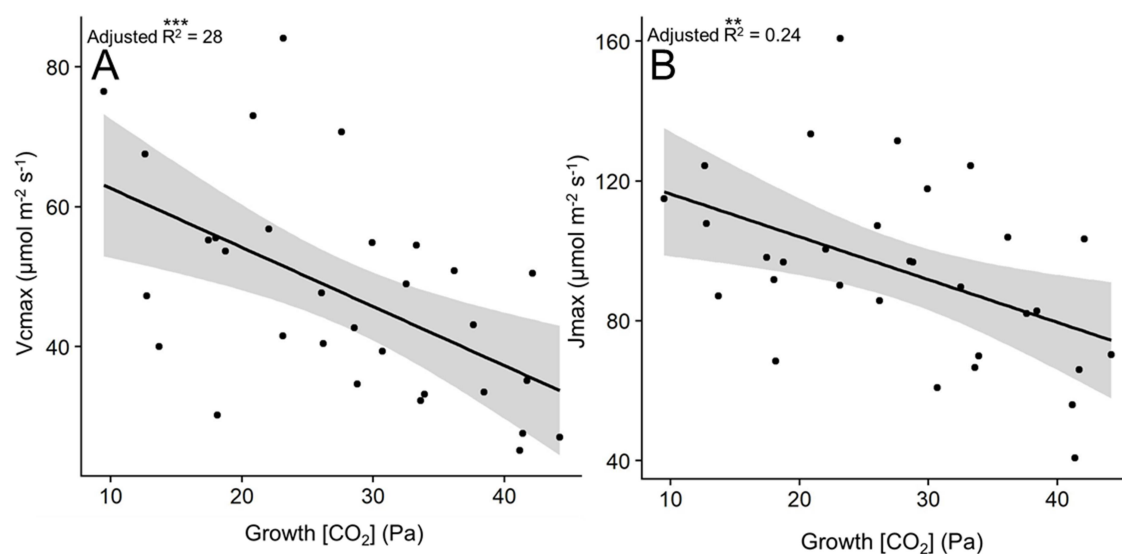 ***
Adjusted R² = 28
A
80
60
40
Vcmax (µmol m⁻² s⁻¹)
10 20 30 40
Growth [CO₂] (Pa)
**
Adjusted R² = 0.24
B
160
120
80
40
Jmax (µmol m⁻² s⁻¹)
10 20 30 40
Growth [CO₂] (Pa)